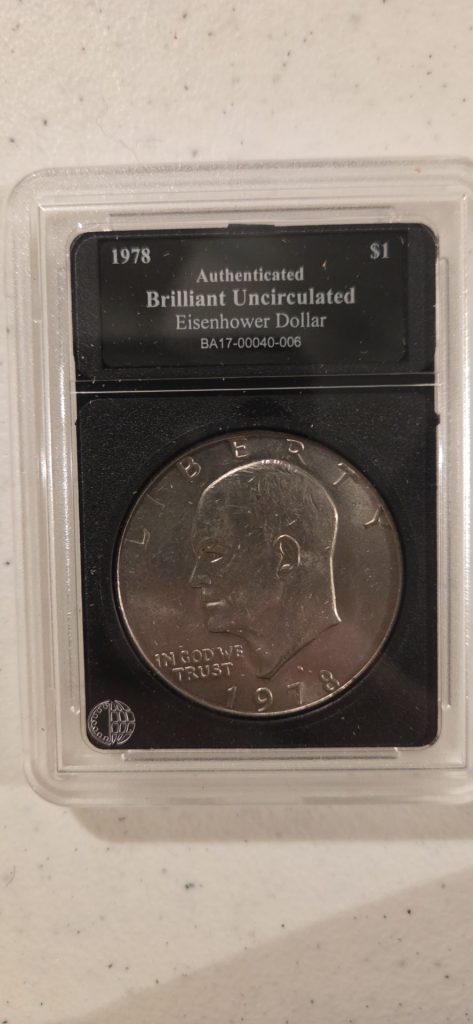 1978 $1
Authenticated
Brilliant Uncirculated
Eisenhower Dollar
BA17-00040-006
LIBERTY
IN GOD WE
TRUST
1978